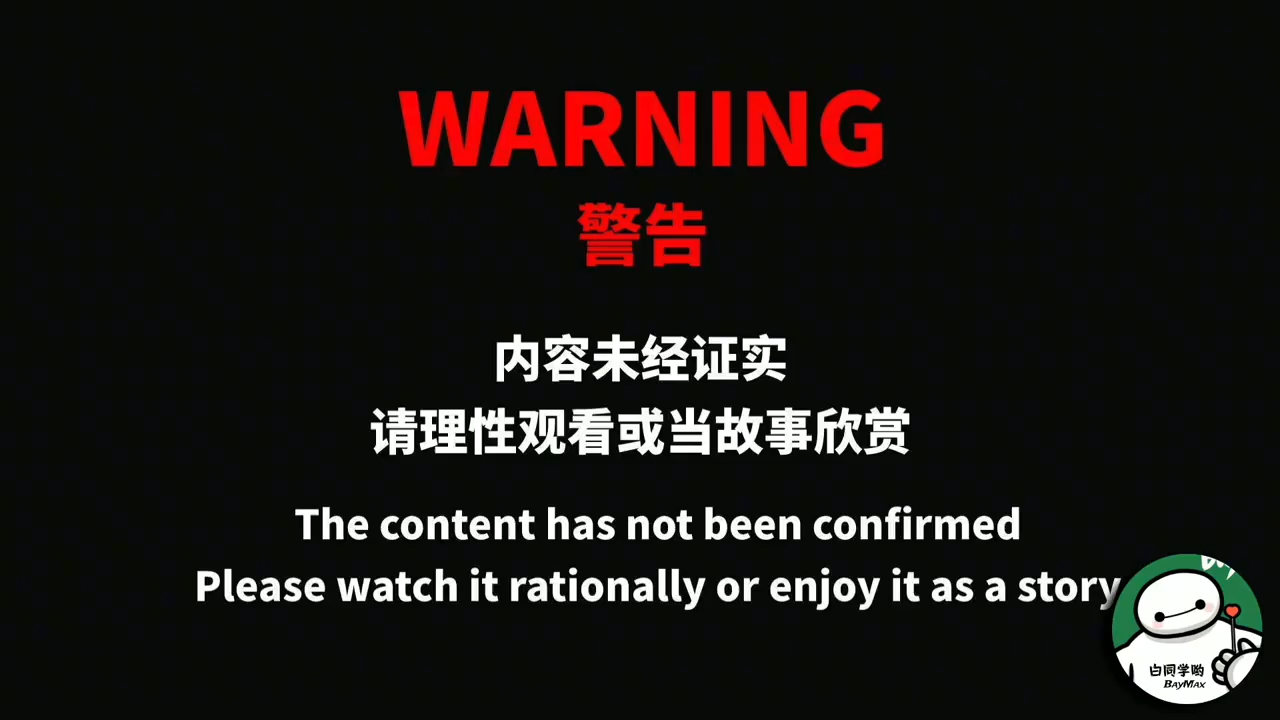 WARNING
警告
内容未经证实
请理性观看或当故事欣赏
The content has not been confirmed
Please watch it rationally or enjoy it as a story
白同学哟
BAYMAX